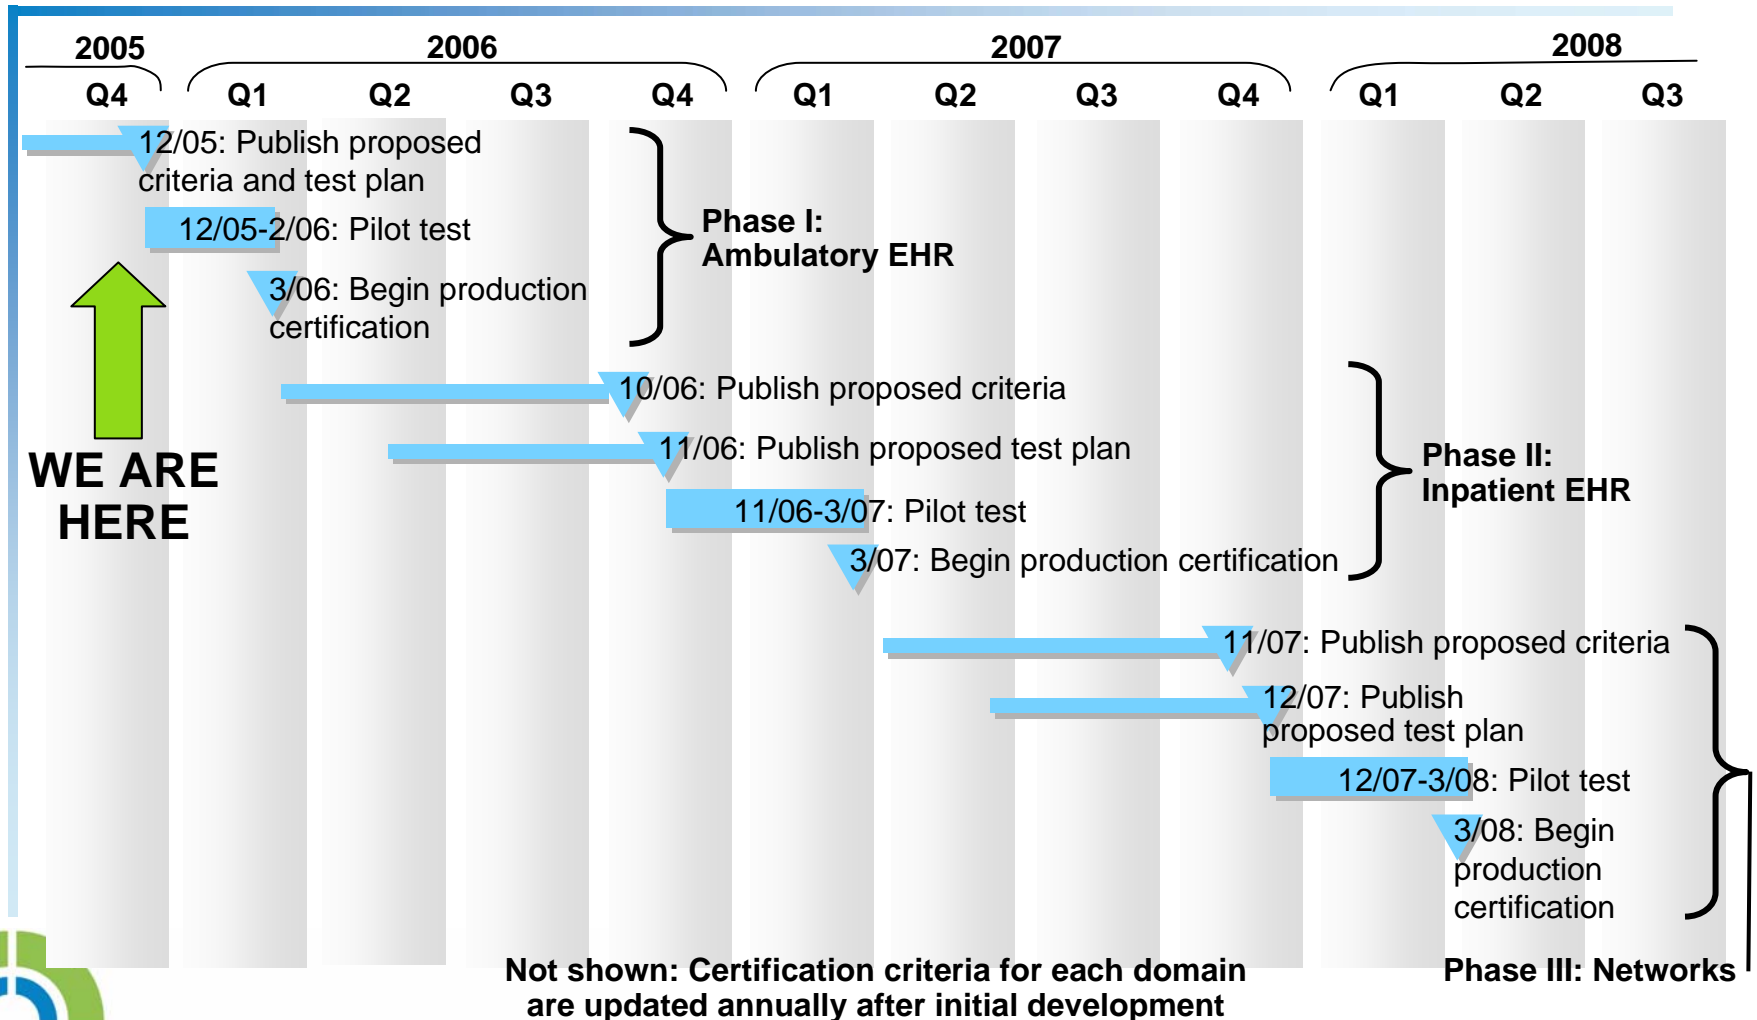 2005 2006 2007 2008
Q4 Q1 Q2 Q3 Q4 Q1 Q2 Q3 Q4 Q1 Q2 Q3
12/05: Publish proposed
criteria and test plan
12/05-2/06: Pilot test
3/06: Begin production
certification
Phase I:
Ambulatory EHR
WE ARE
HERE
10/06: Publish proposed criteria
11/06: Publish proposed test plan
11/06-3/07: Pilot test
3/07: Begin production certification
Phase II:
Inpatient EHR
11/07: Publish proposed criteria
12/07: Publish
proposed test plan
12/07-3/08: Pilot test
3/08: Begin
production
certification
Phase III: Networks
Not shown: Certification criteria for each domain
are updated annually after initial development